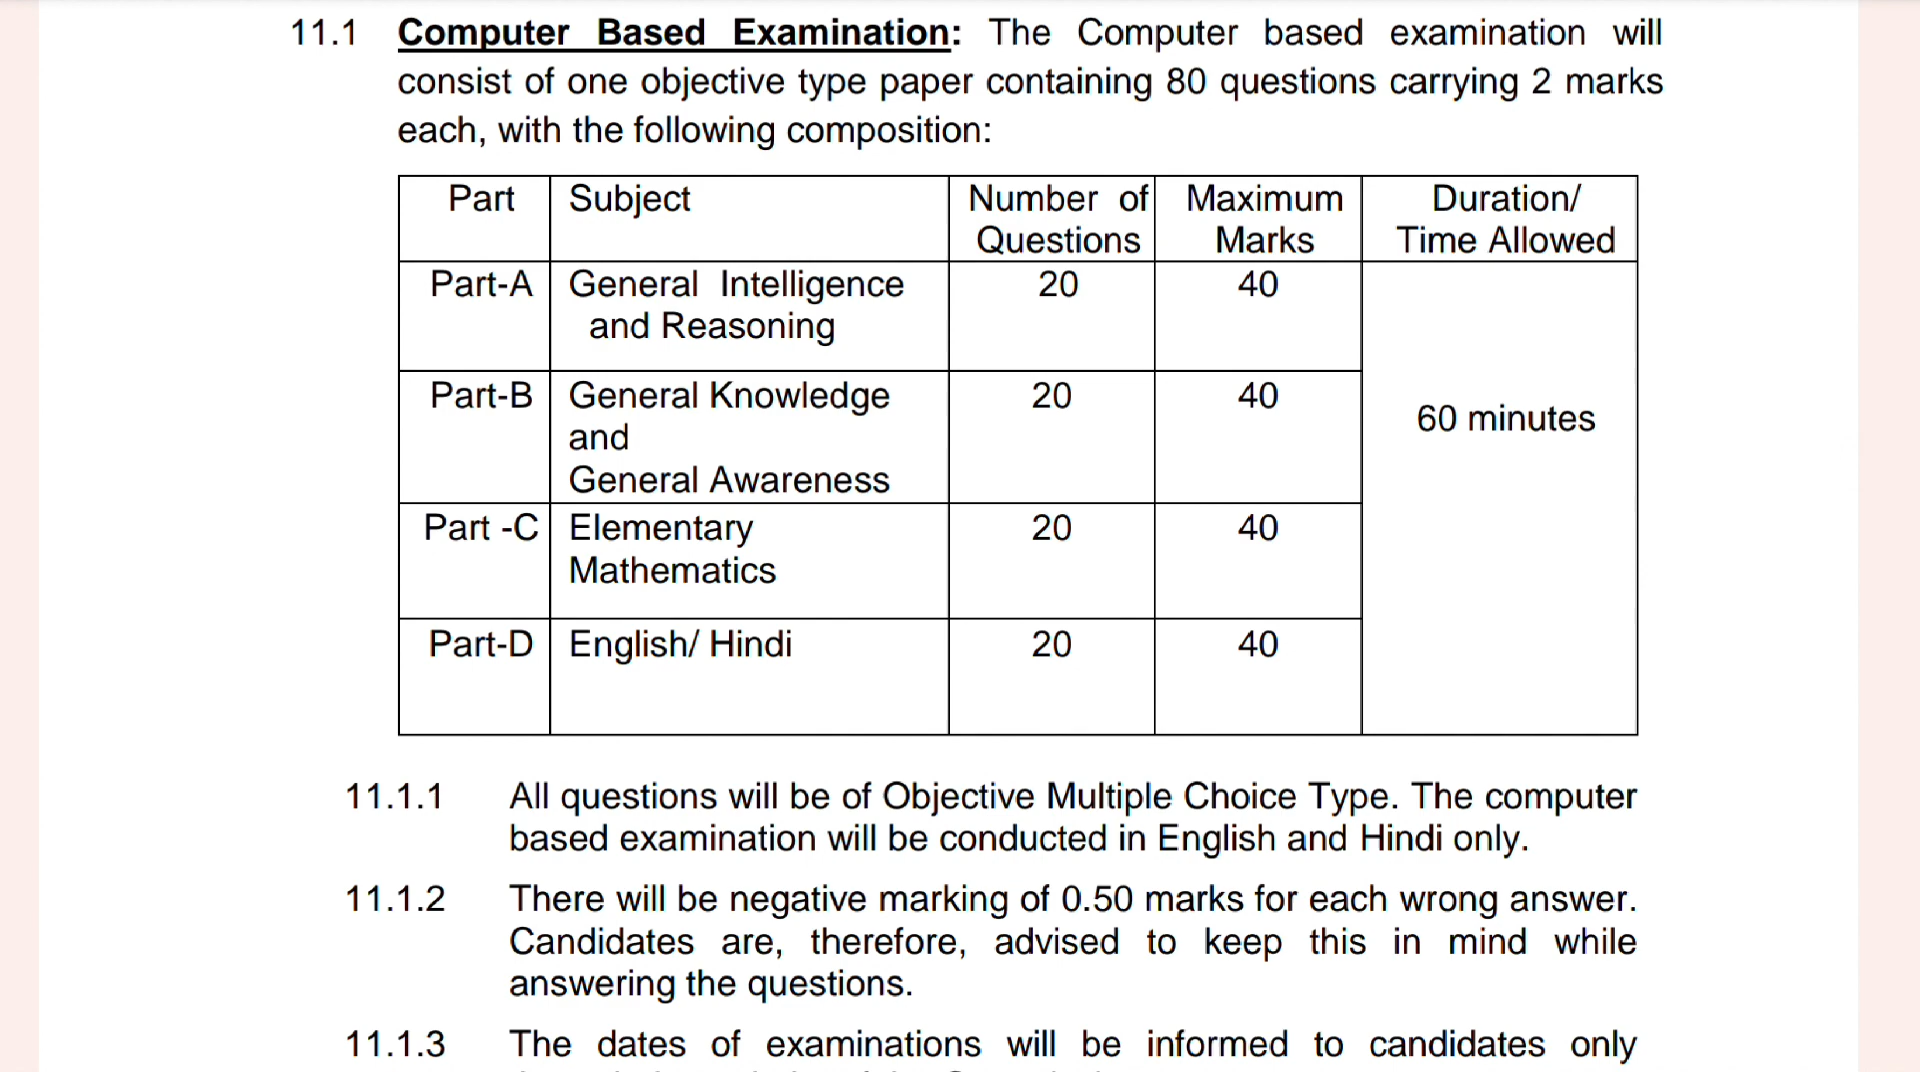 11.1 Computer Based Examination: The Computer based examination will
consist of one objective type paper containing 80 questions carrying 2 marks
each, with the following composition:
Part Subject Number of Questions Maximum Marks Duration/ Time Allowed
Part-A General Intelligence and Reasoning 20 40 60 minutes
Part-B General Knowledge and General Awareness 20 40
Part -C Elementary Mathematics 20 40
Part-D English/ Hindi 20 40
11.1.1 All questions will be of Objective Multiple Choice Type. The computer
based examination will be conducted in English and Hindi only.
11.1.2 There will be negative marking of 0.50 marks for each wrong answer.
Candidates are, therefore, advised to keep this in mind while
answering the questions.
11.1.3 The dates of examinations will be informed to candidates only